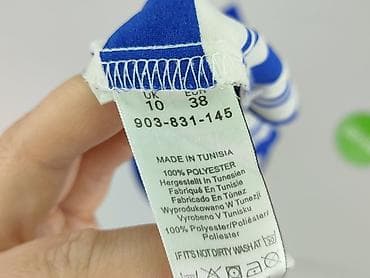 UK EUR
10 38
903-831-145
MADE IN TUNISIA
100% POLYESTER
Hergestellt in Tunesien
Fabriqué En Tunisie
Fabricado En Túnez
Wyprodukowano W Tunezji
Vyrobeno V Tunisku
100% Polyester/Poliéster/
Poliester
IF IT'S NOT DIRTY WASH AT 30